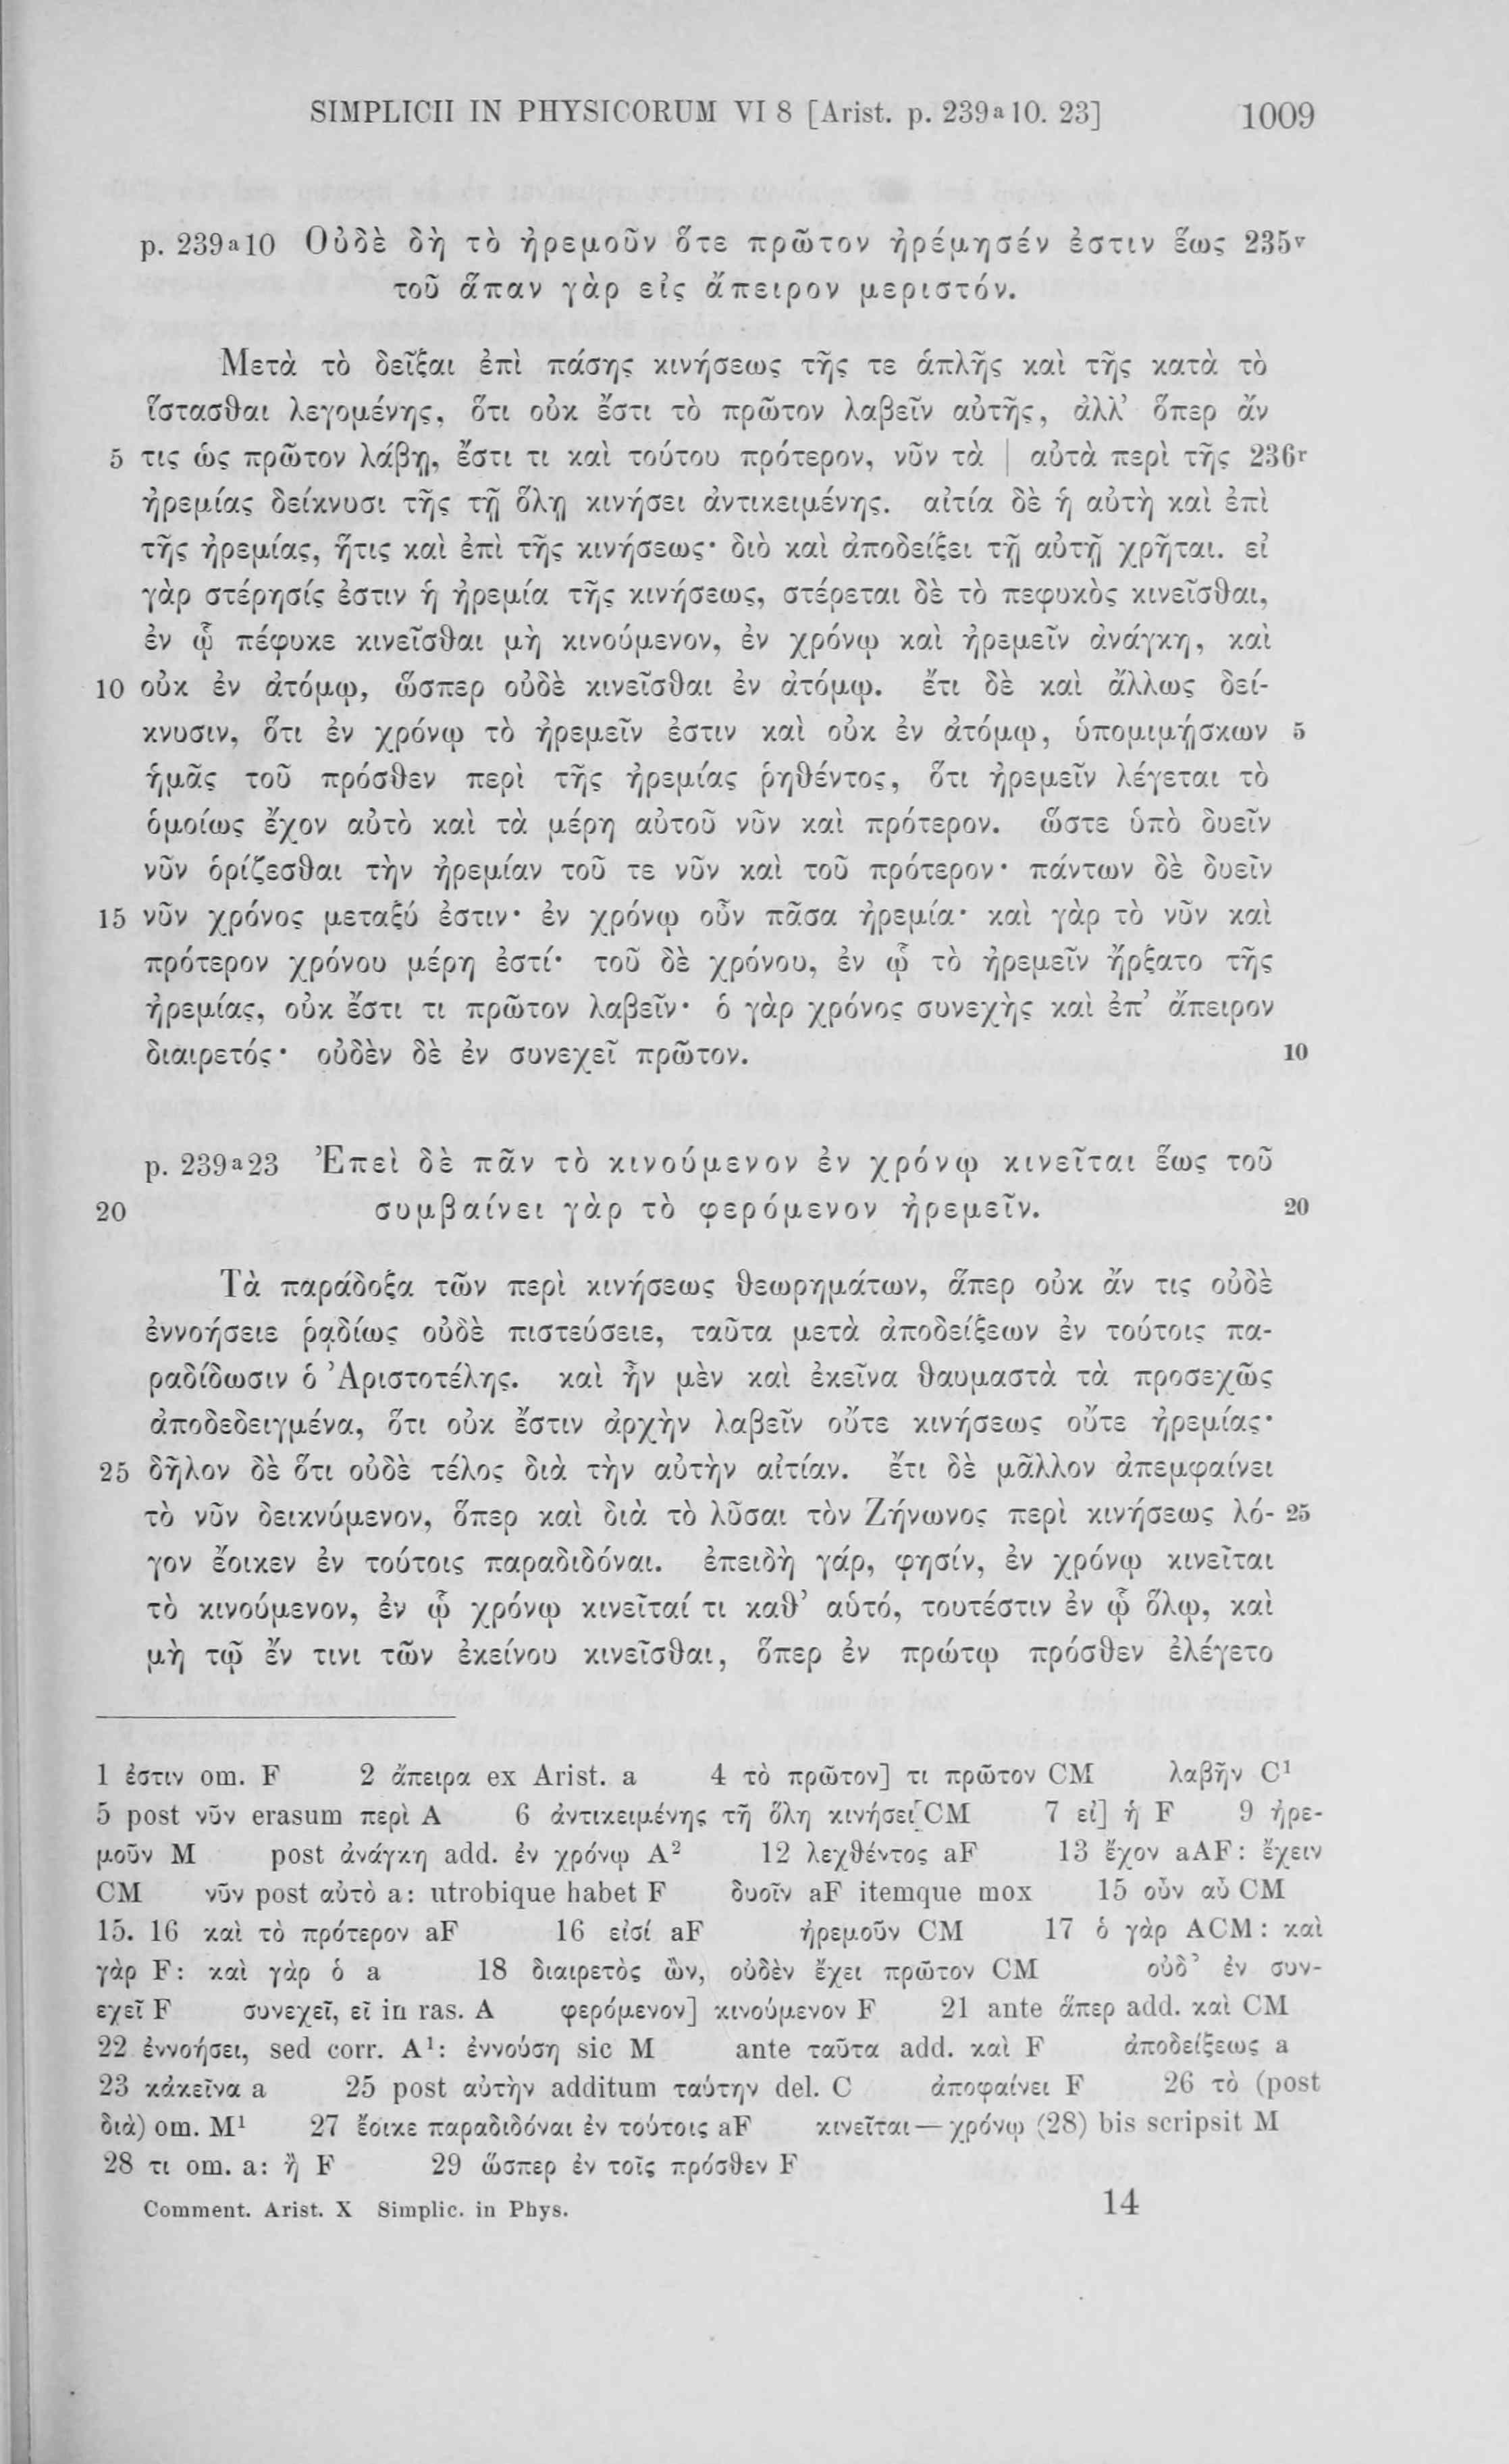 SIMPLICII IN PHYSICORUM VI 8 [Arist. p. 239ª10. 23] 1009
p. 239ª10 Οὐδὲ δὴ τὸ ἠρεμοῦν ὅτε πρῶτον ἠρέμησέν ἐστιν ἕως 235ᵛ
τοῦ ἅπαν γὰρ εἰς ἄπειρον μεριστόν.
Μετὰ τὸ δεῖξαι ἐπὶ πάσης κινήσεως τῆς τε ἁπλῆς καὶ τῆς κατὰ τὸ
ἵστασθαι λεγομένης, ὅτι οὐκ ἔστι τὸ πρῶτον λαβεῖν αὐτῆς, ἀλλ’ ὅπερ ἄν
5 τις ὡς πρῶτον λάβῃ, ἔστι τι καὶ τούτου πρότερον, νῦν τὰ | αὐτὰ περὶ τῆς 236ʳ
ἠρεμίας δείκνυσι τῆς τῇ ὅλῃ κινήσει ἀντικειμένης. αἰτία δὲ ἡ αὐτὴ καὶ ἐπὶ
τῆς ἠρεμίας, ἥτις καὶ ἐπὶ τῆς κινήσεως· διὸ καὶ ἀποδείξει τῇ αὐτῇ χρῆται. εἰ
γὰρ στέρησίς ἐστιν ἡ ἠρεμία τῆς κινήσεως, στέρεται δὲ τὸ πεφυκὸς κινεῖσθαι,
ἐν ᾧ πέφυκε κινεῖσθαι μὴ κινούμενον, ἐν χρόνῳ καὶ ἠρεμεῖν ἀνάγκη, καὶ
10 οὐκ ἐν ἀτόμῳ, ὥσπερ οὐδὲ κινεῖσθαι ἐν ἀτόμῳ. ἔτι δὲ καὶ ἄλλως δεί-
κνυσιν, ὅτι ἐν χρόνῳ τὸ ἠρεμεῖν ἐστιν καὶ οὐκ ἐν ἀτόμῳ, ὑπομιμῄσκων 5
ἡμᾶς τοῦ πρόσθεν περὶ τῆς ἠρεμίας ῥηθέντος, ὅτι ἠρεμεῖν λέγεται τὸ
ὁμοίως ἔχον αὐτὸ καὶ τὰ μέρη αὐτοῦ νῦν καὶ πρότερον. ὥστε ὑπὸ δυεῖν
νῦν ὁρίζεσθαι τὴν ἠρεμίαν τοῦ τε νῦν καὶ τοῦ πρότερον· πάντων δὲ δυεῖν
15 νῦν χρόνος μεταξύ ἐστιν· ἐν χρόνῳ οὖν πᾶσα ἠρεμία· καὶ γὰρ τὸ νῦν καὶ
πρότερον χρόνου μέρη ἐστί· τοῦ δὲ χρόνου, ἐν ᾧ τὸ ἠρεμεῖν ἤρξατο τῆς
ἠρεμίας, οὐκ ἔστι τι πρῶτον λαβεῖν· ὁ γὰρ χρόνος συνεχὴς καὶ ἐπ’ ἄπειρον
διαιρετός· οὐδὲν δὲ ἐν συνεχεῖ πρῶτον. 10
p. 239ª23 Ἐπεὶ δὲ πᾶν τὸ κινούμενον ἐν χρόνῳ κινεῖται ἕως τοῦ
20 συμβαίνει γὰρ τὸ φερόμενον ἠρεμεῖν. 20
Τὰ παράδοξα τῶν περὶ κινήσεως θεωρημάτων, ἅπερ οὐκ ἄν τις οὐδὲ
ἐννοήσειε ῥᾳδίως οὐδὲ πιστεύσειε, ταῦτα μετὰ ἀποδείξεων ἐν τούτοις πα-
ραδίδωσιν ὁ Ἀριστοτέλης. καὶ ἦν μὲν καὶ ἐκεῖνα θαυμαστὰ τὰ προσεχῶς
ἀποδεδειγμένα, ὅτι οὐκ ἔστιν ἀρχὴν λαβεῖν οὔτε κινήσεως οὔτε ἠρεμίας·
25 δῆλον δὲ ὅτι οὐδὲ τέλος διὰ τὴν αὐτὴν αἰτίαν. ἔτι δὲ μᾶλλον ἀπεμφαίνει
τὸ νῦν δεικνύμενον, ὅπερ καὶ διὰ τὸ λῦσαι τὸν Ζήνωνος περὶ κινήσεως λό- 25
γον ἔοικεν ἐν τούτοις παραδιδόναι. ἐπειδὴ γάρ, φησίν, ἐν χρόνῳ κινεῖται
τὸ κινούμενον, ἐν ᾧ χρόνῳ κινεῖταί τι καθ’ αὑτό, τουτέστιν ἐν ᾧ ὅλῳ, καὶ
μὴ τῷ ἔν τινι τῶν ἐκείνου κινεῖσθαι, ὅπερ ἐν πρώτῳ πρόσθεν ἐλέγετο
1 ἐστιν om. F 2 ἄπειρα ex Arist. a 4 τὸ πρῶτον] τι πρῶτον CM λαβῆν C¹
5 post νῦν erasum περὶ A 6 ἀντικειμένης τῇ ὅλη κινήσει CM 7 εἰ] ἡ F 9 ἠρε-
μοῦν M post ἀνάγκη add. ἐν χρόνῳ A² 12 λεχθέντος aF 13 ἔχον aAF: ἔχειν
CM νῦν post αὐτὸ a: utrobique habet F δυοῖν aF itemque mox 15 οὖν αὖ CM
15. 16 καὶ τὸ πρότερον aF 16 εἰσί aF ἠρεμοῦν CM 17 ὁ γὰρ ACM: καὶ
γὰρ F: καὶ γὰρ ὁ a 18 διαιρετὸς ὢν, οὐδὲν ἔχει πρῶτον CM οὐδ’ ἐν συν-
εχεῖ F συνεχεῖ, εῖ in ras. A φερόμενον] κινούμενον F 21 ante ἅπερ add. καὶ CM
22 ἐννοήσει, sed corr. A¹: ἐννούση sic M ante ταῦτα add. καὶ F ἀποδείξεως a
23 κἀκεῖνα a 25 post αὐτὴν additum ταύτην del. C ἀποφαίνει F 26 τὸ (post
διὰ) om. M¹ 27 ἔοικε παραδιδόναι ἐν τούτοις aF κινεῖται — χρόνῳ (28) bis scripsit M
28 τι om. a: ἢ F 29 ὥσπερ ἐν τοῖς πρόσθεν F
Comment. Arist. X Simplic. in Phys. 14